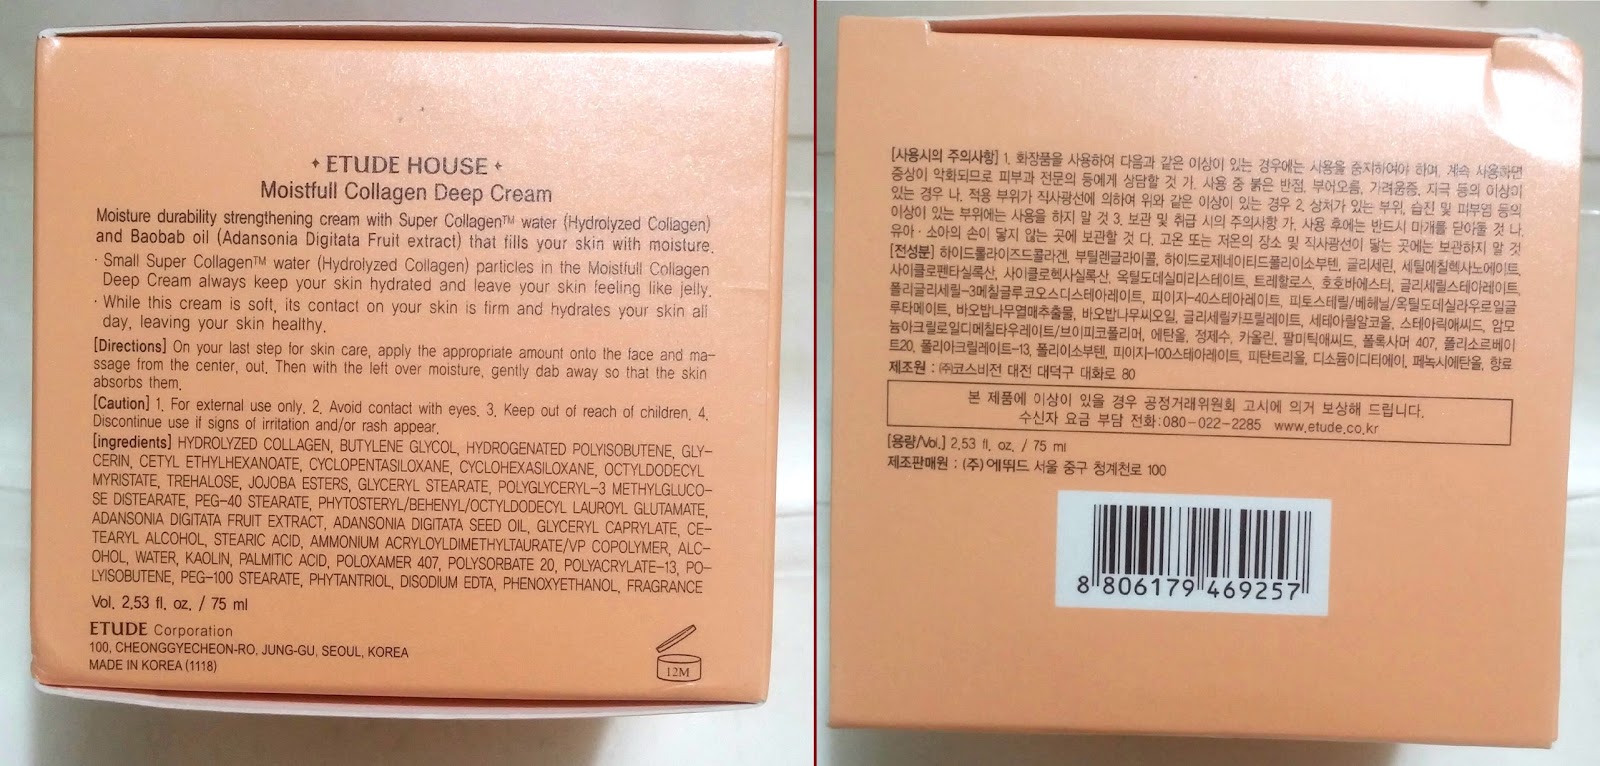 ETUDE HOUSE
Moistfull Collagen Deep Cream
Moisture durability strengthening cream with Super Collagen™ water (Hydrolyzed Collagen)
and Baobab oil (Adansonia Digitata Fruit extract) that fills your skin with moisture.
· Small Super Collagen™ water (Hydrolyzed Collagen) particles in the Moistfull Collagen
Deep Cream always keep your skin hydrated and leave your skin feeling like jelly.
· While this cream is soft, its contact on your skin is firm and hydrates your skin all
day, leaving your skin healthy.
[Directions] On your last step for skin care, apply the appropriate amount onto the face and ma-
ssage from the center, out. Then with the left over moisture, gently dab away so that the skin
absorbs them.
[Caution] 1. For external use only. 2. Avoid contact with eyes. 3. Keep out of reach of children. 4.
Discontinue use if signs of irritation and/or rash appear.
[ingredients] HYDROLYZED COLLAGEN, BUTYLENE GLYCOL, HYDROGENATED POLYISOBUTENE, GLY-
CERIN, CETYL ETHYLHEXANOATE, CYCLOPENTASILOXANE, CYCLOHEXASILOXANE, OCTYLDODECYL
MYRISTATE, TREHALOSE, JOJOBA ESTERS, GLYCERYL STEARATE, POLYGLYCERYL-3 METHYLGLUCO-
SE DISTEARATE, PEG-40 STEARATE, PHYTOSTERYL/BEHENYL/OCTYLDODECYL LAUROYL GLUTAMATE,
ADANSONIA DIGITATA FRUIT EXTRACT, ADANSONIA DIGITATA SEED OIL, GLYCERYL CAPRYLATE, CE-
TEARYL ALCOHOL, STEARIC ACID, AMMONIUM ACRYLOYLDIMETHYLTAURATE/VP COPOLYMER, ALC-
OHOL, WATER, KAOLIN, PALMITIC ACID, POLOXAMER 407, POLYSORBATE 20, POLYACRYLATE-13, PO-
LYISOBUTENE, PEG-100 STEARATE, PHYTANTRIOL, DISODIUM EDTA, PHENOXYETHANOL, FRAGRANCE
Vol. 2.53 fl. oz. / 75 ml
ETUDE Corporation
100, CHEONGGYECHEON-RO, JUNG-GU, SEOUL, KOREA
MADE IN KOREA (1118)
12M
[사용시의 주의사항] 1. 화장품을 사용하여 다음과 같은 이상이 있는 경우에는 사용을 중지하여야 하며, 계속 사용하면
증상이 악화되므로 피부과 전문의 등에게 상담할 것 가. 사용 중 붉은 반점, 부어오름, 가려움증, 자극 등의 이상이
있는 경우 나. 적용 부위가 직사광선에 의하여 위와 같은 이상이 있는 경우 2. 상처가 있는 부위, 습진 및 피부염 등의
이상이 있는 부위에는 사용을 하지 말 것 3. 보관 및 취급 시의 주의사항 가. 사용 후에는 반드시 마개를 닫아둘 것 나.
유아·소아의 손이 닿지 않는 곳에 보관할 것 다. 고온 또는 저온의 장소 및 직사광선이 닿는 곳에는 보관하지 말 것
[전성분] 하이드롤라이즈드콜라겐, 부틸렌글라이콜, 하이드로제네이티드폴리이소부텐, 글리세린, 세틸에칠헥사노에이트,
사이클로펜타실록산, 사이클로헥사실록산, 옥틸도데실미리스테이트, 트레할로스, 호호바에스터, 글리세릴스테아레이트,
폴리글리세릴-3메칠글루코오스디스테아레이트, 피이지-40스테아레이트, 피토스테릴/베헤닐/옥틸도데실라우로일글
루타메이트, 바오밥나무열매추출물, 바오밥나무씨오일, 글리세릴카프릴레이트, 세테아릴알코올, 스테아릭애씨드, 암모
늄아크릴로일디메칠타우레이트/브이피코폴리머, 에탄올, 정제수, 카올린, 팔미틱애씨드, 폴록사머 407, 폴리소르베이
트20, 폴리아크릴레이트-13, 폴리이소부텐, 피이지-100스테아레이트, 피탄트리올, 디소듐이디티에이, 페녹시에탄올, 향료
제조원 : ㈜코스비전 대전 대덕구 대화로 80
본 제품에 이상이 있을 경우 공정거래위원회 고시에 의거 보상해 드립니다.
수신자 요금 부담 전화:080-022-2285 www.etude.co.kr
[용량/Vol.] 2.53 fl. oz. / 75 ml
제조판매원 : (주)에뛰드 서울 중구 청계천로 100
8 806179 469257